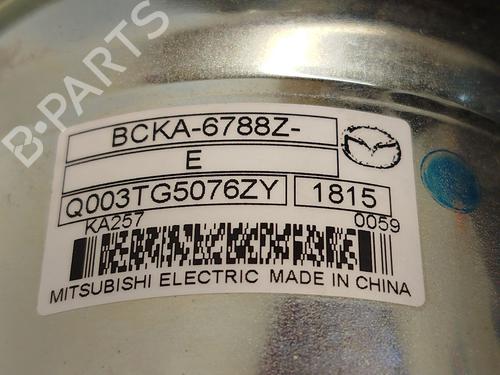 B-PARTS
BCKA-6788Z-
E
Q003TG5076ZY 1815
KA257 0059
MITSUBISHI ELECTRIC MADE IN CHINA